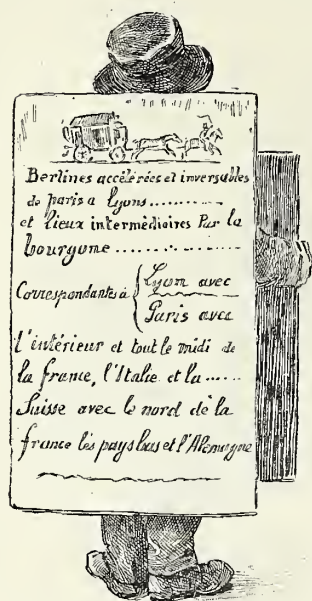 Berlines accélérées et inversables
de paris a lyons..........
et lieux intermédiaires Par la
bourgone ..............
Correspondantes à { Lyon avec
Paris avec
l'intérieur et tout le midi de
la france, l'Italie et la .....
Suisse avec le nord de la
france les pays bas et l'Alemagne